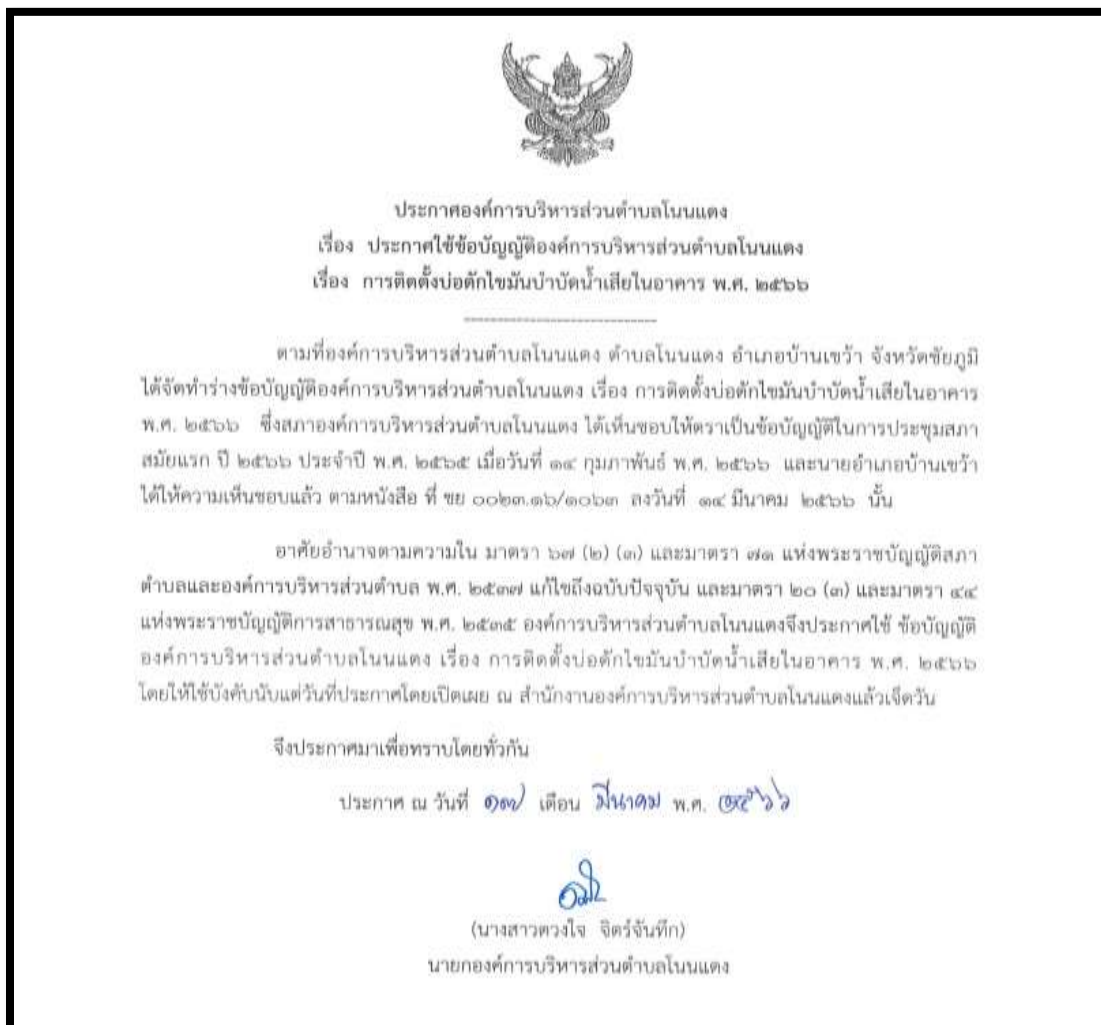 ประกาศองค์การบริหารส่วนตำบลโนนแดง
เรื่อง ประกาศใช้ข้อบัญญัติองค์การบริหารส่วนตำบลโนนแดง
เรื่อง การติดตั้งบ่อดักไขมันบำบัดน้ำเสียในอาคาร พ.ศ. ๒๕๖๖
ตามที่องค์การบริหารส่วนตำบลโนนแดง ตำบลโนนแดง อำเภอบ้านเขว้า จังหวัดชัยภูมิ
ได้จัดทำร่างข้อบัญญัติองค์การบริหารส่วนตำบลโนนแดง เรื่อง การติดตั้งบ่อดักไขมันบำบัดน้ำเสียในอาคาร
พ.ศ. ๒๕๖๖ ซึ่งสภาองค์การบริหารส่วนตำบลโนนแดง ได้เห็นชอบให้ตราเป็นข้อบัญญัติในการประชุมสภา
สมัยแรก ปี ๒๕๖๖ ประจำปี พ.ศ. ๒๕๖๕ เมื่อวันที่ ๑๔ กุมภาพันธ์ พ.ศ. ๒๕๖๖ และนายอำเภอบ้านเขว้า
ได้ให้ความเห็นชอบแล้ว ตามหนังสือ ที่ ชย ๐๐๒๓.๑๖/๑๐๖๓ ลงวันที่ ๑๔ มีนาคม ๒๕๖๖ นั้น
อาศัยอำนาจตามความใน มาตรา ๖๗ (๒) (๓) และมาตรา ๗๑ แห่งพระราชบัญญัติสภา
ตำบลและองค์การบริหารส่วนตำบล พ.ศ. ๒๕๓๗ แก้ไขถึงฉบับปัจจุบัน และมาตรา ๒๐ (๓) และมาตรา ๔๔
แห่งพระราชบัญญัติการสาธารณสุข พ.ศ. ๒๕๓๕ องค์การบริหารส่วนตำบลโนนแดงจึงประกาศใช้ ข้อบัญญัติ
องค์การบริหารส่วนตำบลโนนแดง เรื่อง การติดตั้งบ่อดักไขมันบำบัดน้ำเสียในอาคาร พ.ศ. ๒๕๖๖
โดยให้ใช้บังคับนับแต่วันที่ประกาศโดยเปิดเผย ณ สำนักงานองค์การบริหารส่วนตำบลโนนแดงแล้วเจ็ดวัน
จึงประกาศมาเพื่อทราบโดยทั่วกัน
ประกาศ ณ วันที่ ๑๗ เดือน มีนาคม พ.ศ. ๒๕๖๖
(นางสาวดวงใจ จิตร์จันทึก)
นายกองค์การบริหารส่วนตำบลโนนแดง